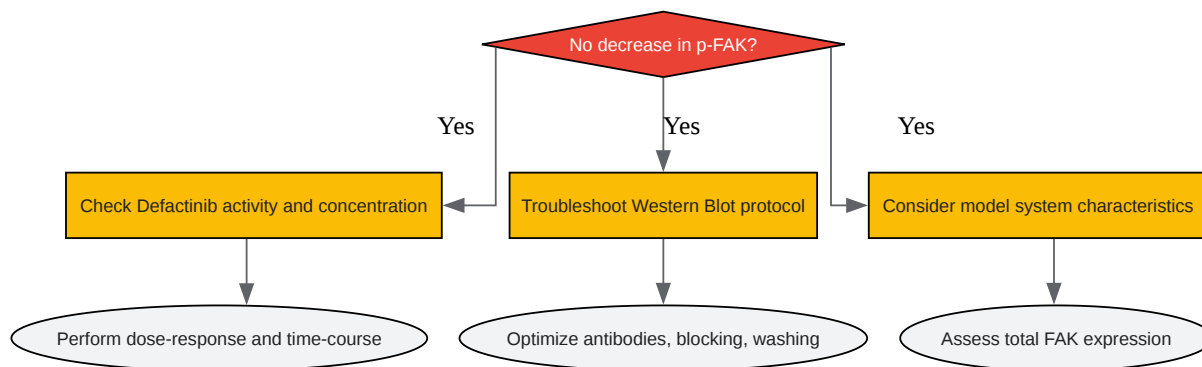 No decrease in p-FAK?
Yes
Yes
Yes
Check Defactinib activity and concentration
Troubleshoot Western Blot protocol
Consider model system characteristics
Perform dose-response and time-course
Optimize antibodies, blocking, washing
Assess total FAK expression